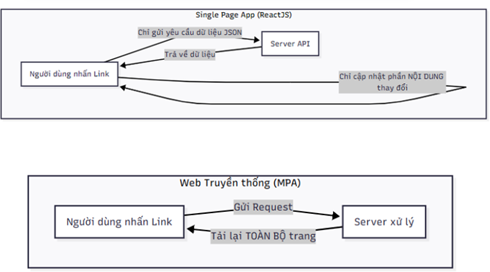 Single Page App (ReactJS)
Chỉ gửi yêu cầu dữ liệu JSON
Server API
Trả về dữ liệu
Người dùng nhấn Link
Chỉ cập nhật phần NỘI DUNG
thay đổi
Web Truyền thống (MPA)
Gửi Request
Người dùng nhấn Link
Server xử lý
Tải lại TOÀN BỘ trang